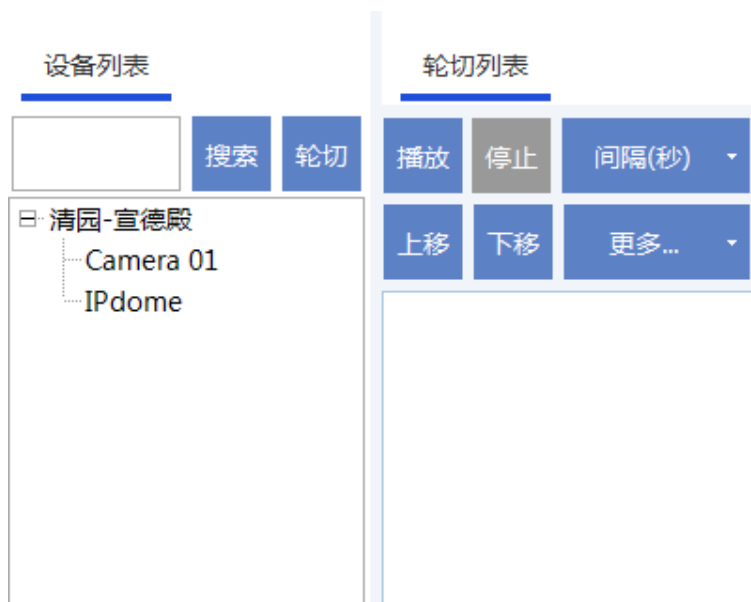 设备列表
搜索 轮切
清园-宣德殿
Camera 01
IPdome
轮切列表
播放 停止 间隔(秒)
上移 下移 更多...